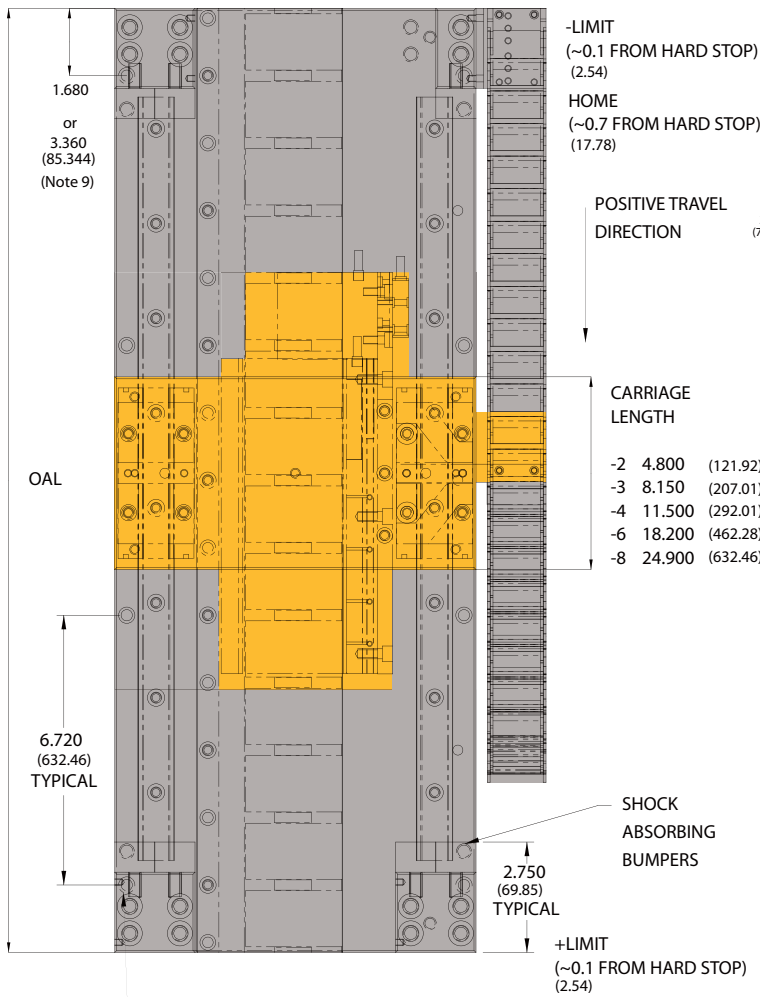 -LIMIT
(~0.1 FROM HARD STOP)
(2.54)
HOME
(~0.7 FROM HARD STOP)
(17.78)
1.680
or
3.360
(85.344)
(Note 9)
POSITIVE TRAVEL
DIRECTION
(7
CARRIAGE
LENGTH
-2 4.800 (121.92)
-3 8.150 (207.01)
-4 11.500 (292.01)
-6 18.200 (462.28)
-8 24.900 (632.46)
OAL
6.720
(632.46)
TYPICAL
SHOCK
ABSORBING
BUMPERS
2.750
(69.85)
TYPICAL
+LIMIT
(~0.1 FROM HARD STOP)
(2.54)